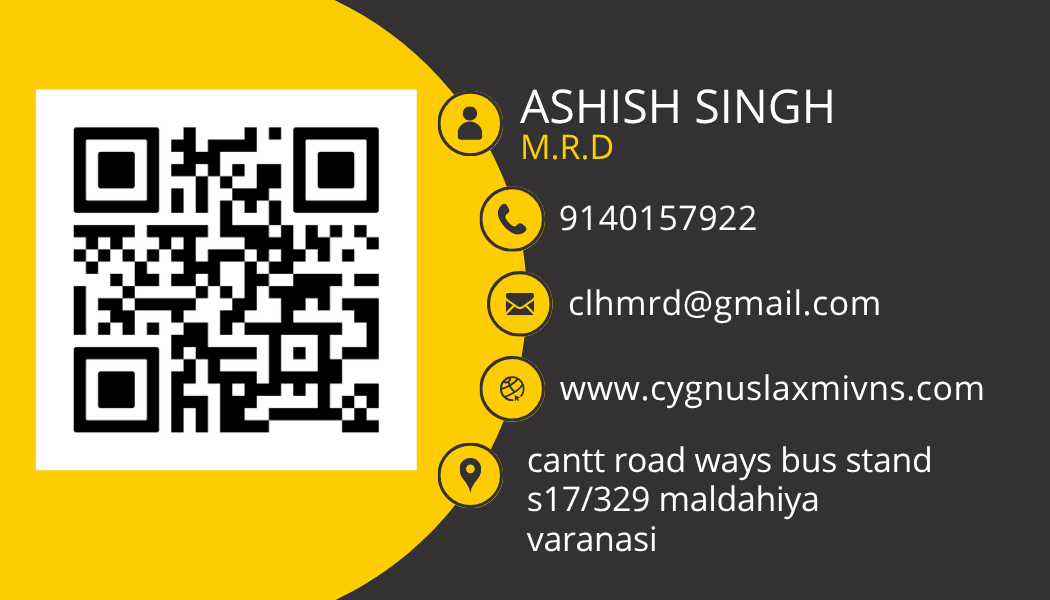 ASHISH SINGH
M.R.D
9140157922
clhmrd@gmail.com
www.cygnuslaxmivns.com
cantt road ways bus stand
s17/329 maldahiya
varanasi